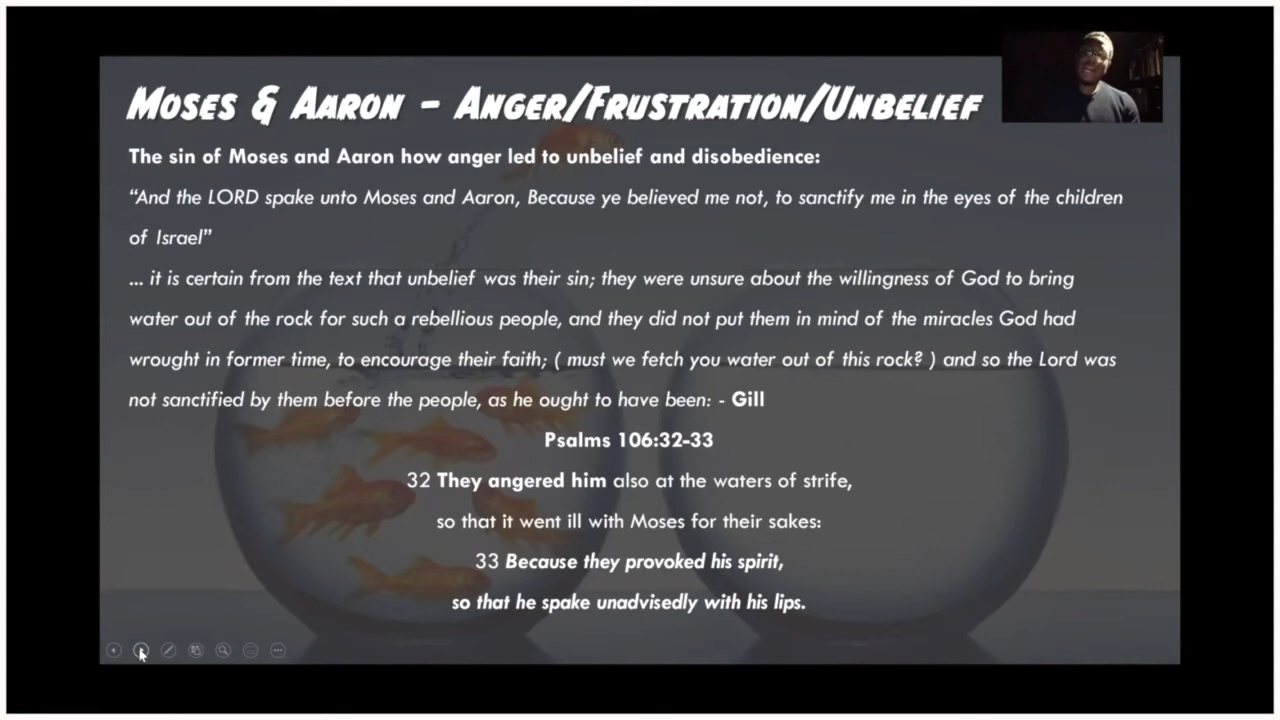 Moses & Aaron - Anger/Frustration/Unbelief
The sin of Moses and Aaron how anger led to unbelief and disobedience:
“And the LORD spake unto Moses and Aaron, Because ye believed me not, to sanctify me in the eyes of the children
of Israel”
... it is certain from the text that unbelief was their sin; they were unsure about the willingness of God to bring
water out of the rock for such a rebellious people, and they did not put them in mind of the miracles God had
wrought in former time, to encourage their faith; ( must we fetch you water out of this rock? ) and so the Lord was
not sanctified by them before the people, as he ought to have been: - Gill
Psalms 106:32-33
32 They angered him also at the waters of strife,
so that it went ill with Moses for their sakes:
33 Because they provoked his spirit,
so that he spake unadvisedly with his lips.